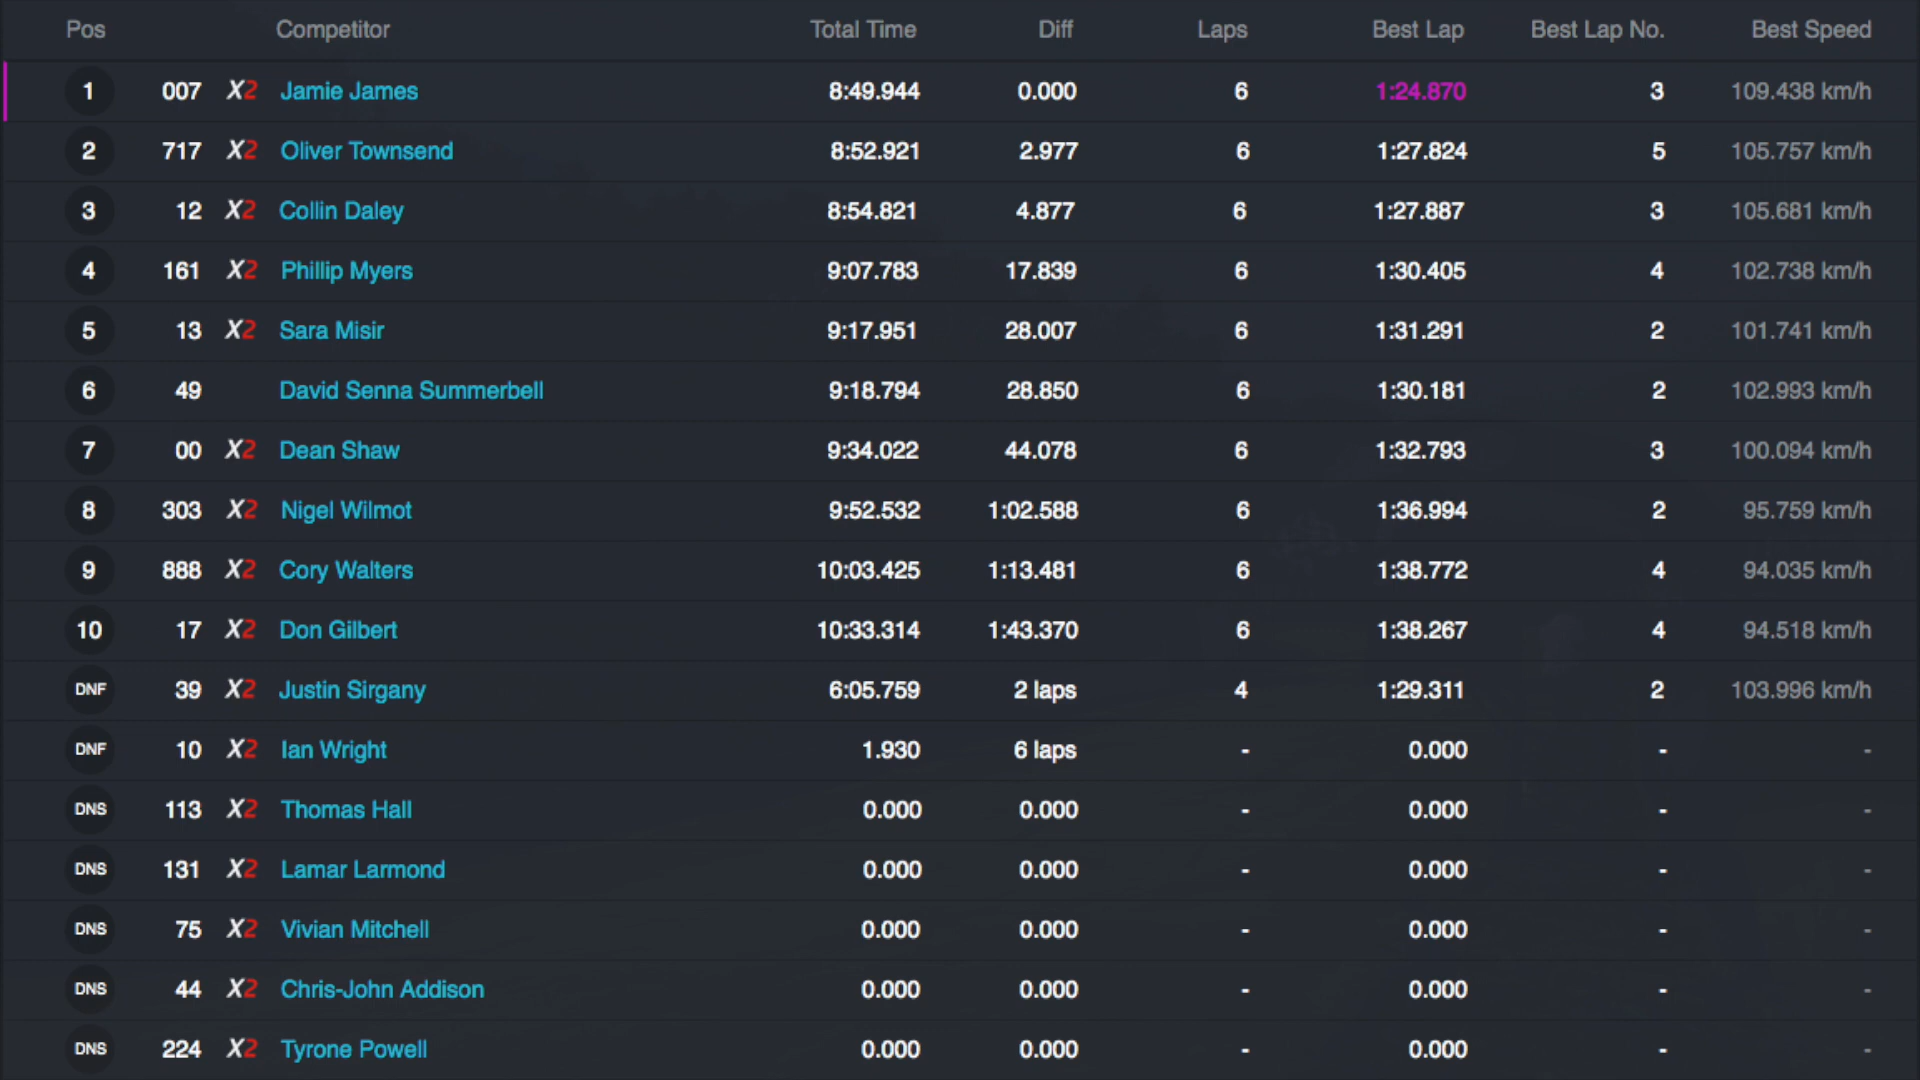 Pos Competitor Total Time Diff Laps Best Lap Best Lap No. Best Speed
1 007 X2 Jamie James 8:49.944 0.000 6 1:24.870 3 109.438 km/h
2 717 X2 Oliver Townsend 8:52.921 2.977 6 1:27.824 5 105.757 km/h
3 12 X2 Collin Daley 8:54.821 4.877 6 1:27.887 3 105.681 km/h
4 161 X2 Phillip Myers 9:07.783 17.839 6 1:30.405 4 102.738 km/h
5 13 X2 Sara Misir 9:17.951 28.007 6 1:31.291 2 101.741 km/h
6 49 David Senna Summerbell 9:18.794 28.850 6 1:30.181 2 102.993 km/h
7 00 X2 Dean Shaw 9:34.022 44.078 6 1:32.793 3 100.094 km/h
8 303 X2 Nigel Wilmot 9:52.532 1:02.588 6 1:36.994 2 95.759 km/h
9 888 X2 Cory Walters 10:03.425 1:13.481 6 1:38.772 4 94.035 km/h
10 17 X2 Don Gilbert 10:33.314 1:43.370 6 1:38.267 4 94.518 km/h
DNF 39 X2 Justin Sirgany 6:05.759 2 laps 4 1:29.311 2 103.996 km/h
DNF 10 X2 Ian Wright 1.930 6 laps - 0.000 - -
DNS 113 X2 Thomas Hall 0.000 0.000 - 0.000 - -
DNS 131 X2 Lamar Larmond 0.000 0.000 - 0.000 - -
DNS 75 X2 Vivian Mitchell 0.000 0.000 - 0.000 - -
DNS 44 X2 Chris-John Addison 0.000 0.000 - 0.000 - -
DNS 224 X2 Tyrone Powell 0.000 0.000 - 0.000 - -